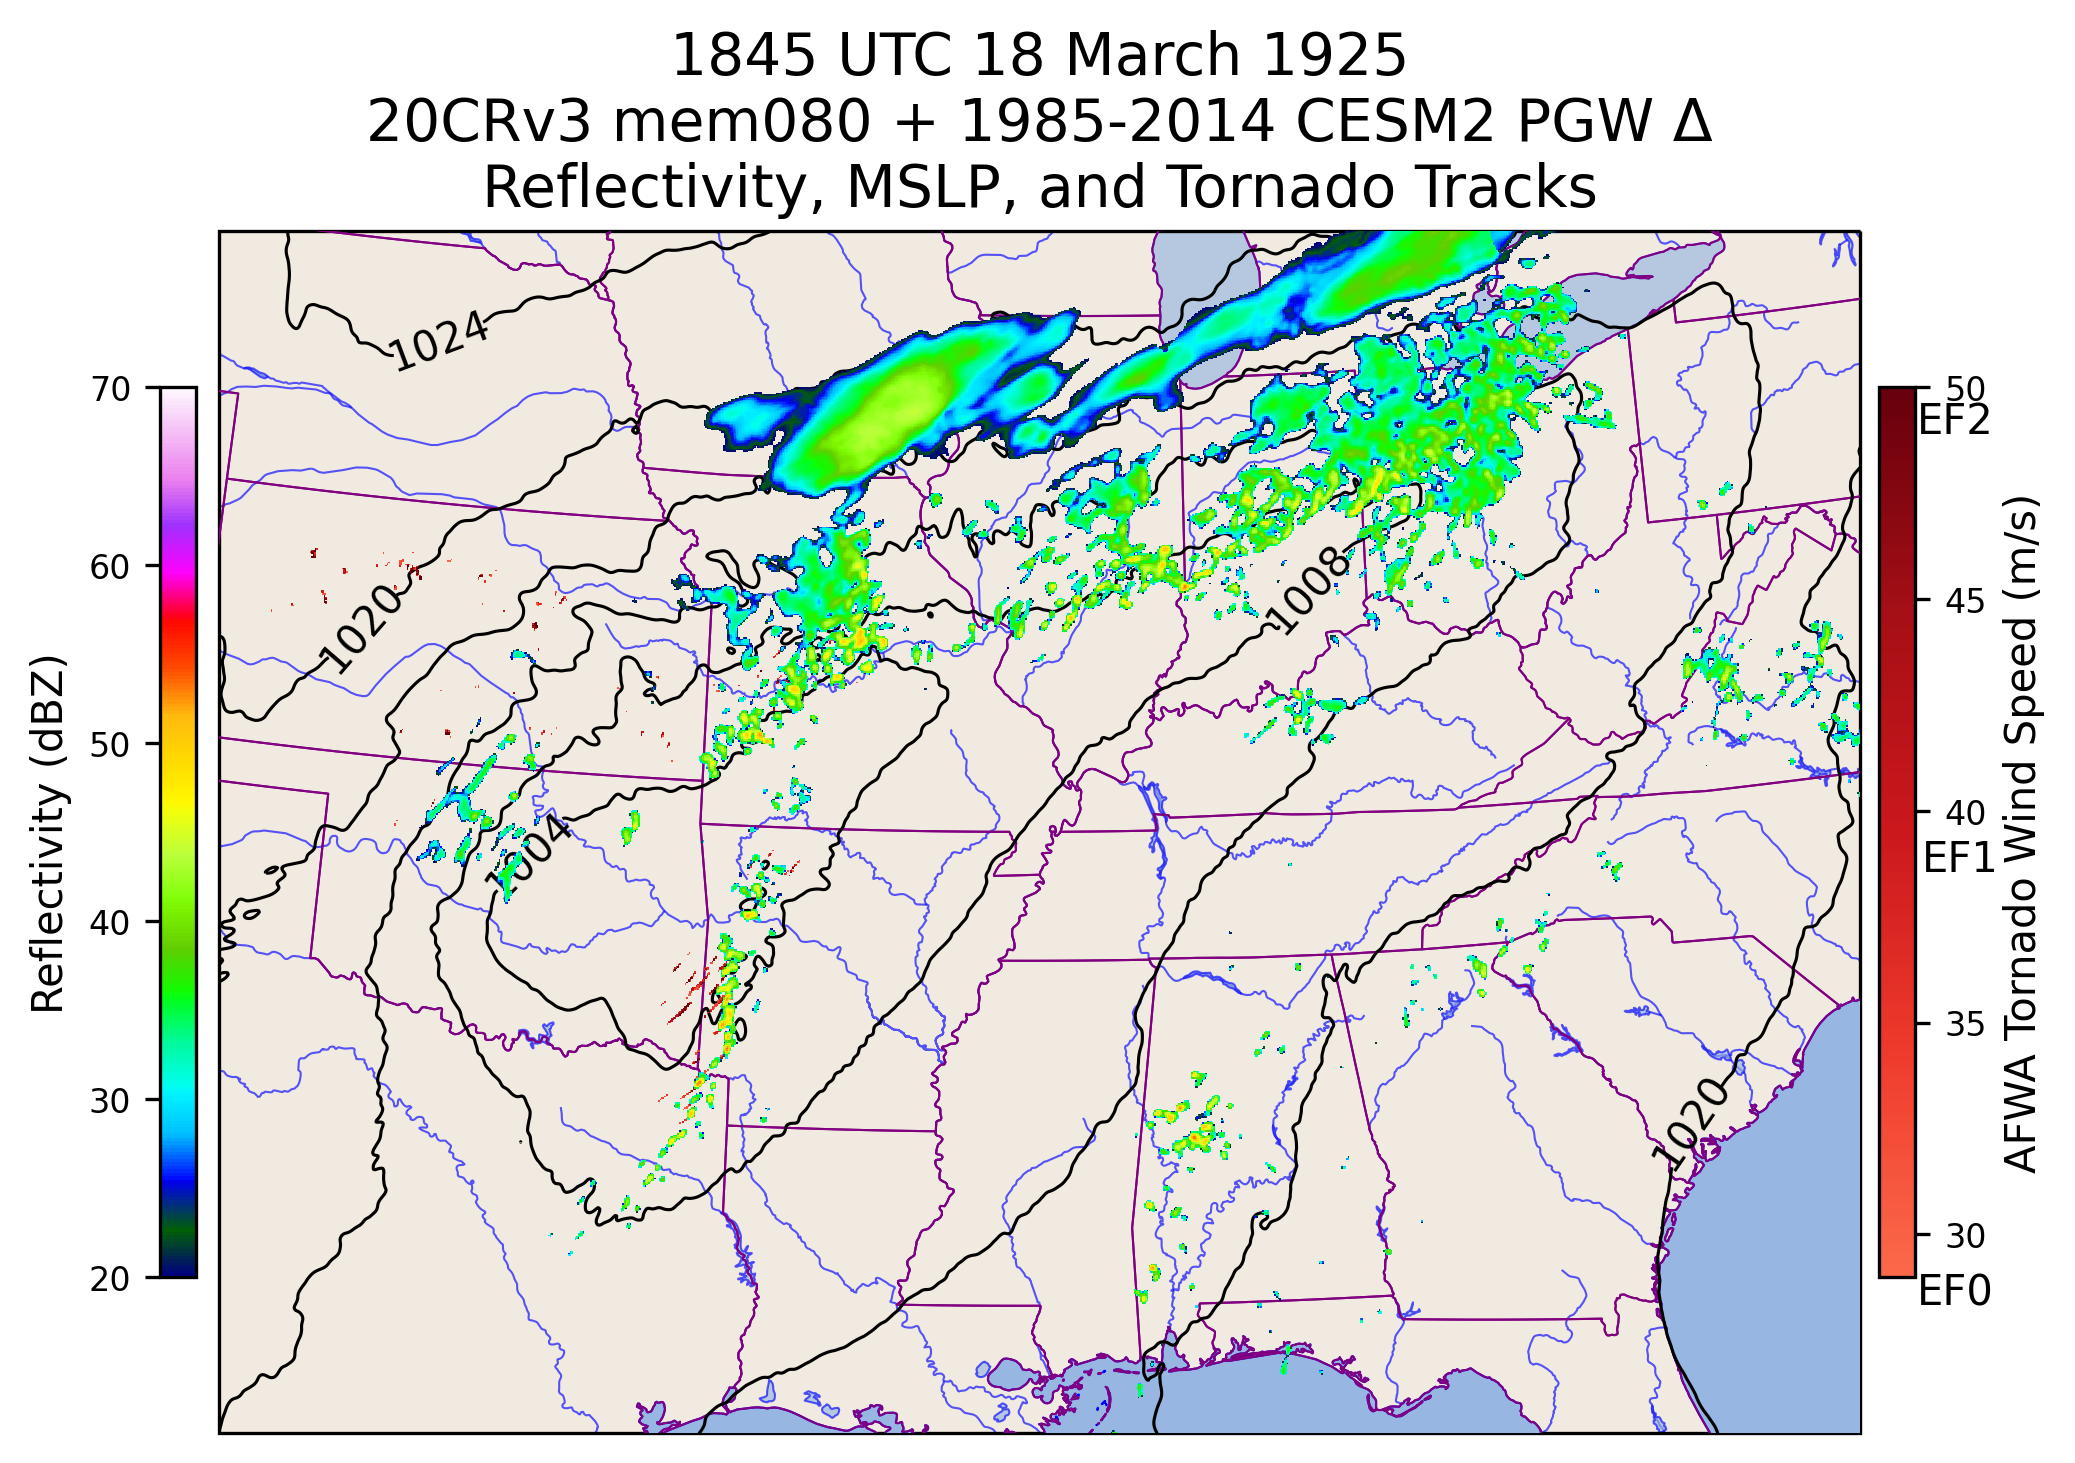 1845 UTC 18 March 1925
20CRv3 mem080 + 1985-2014 CESM2 PGW Δ
Reflectivity, MSLP, and Tornado Tracks
1024
1020
1008
1004
1020
70
60
50
40
30
20
Reflectivity (dBZ)
50
EF2
45
40
EF1
35
30
EF0
AFWA Tornado Wind Speed (m/s)